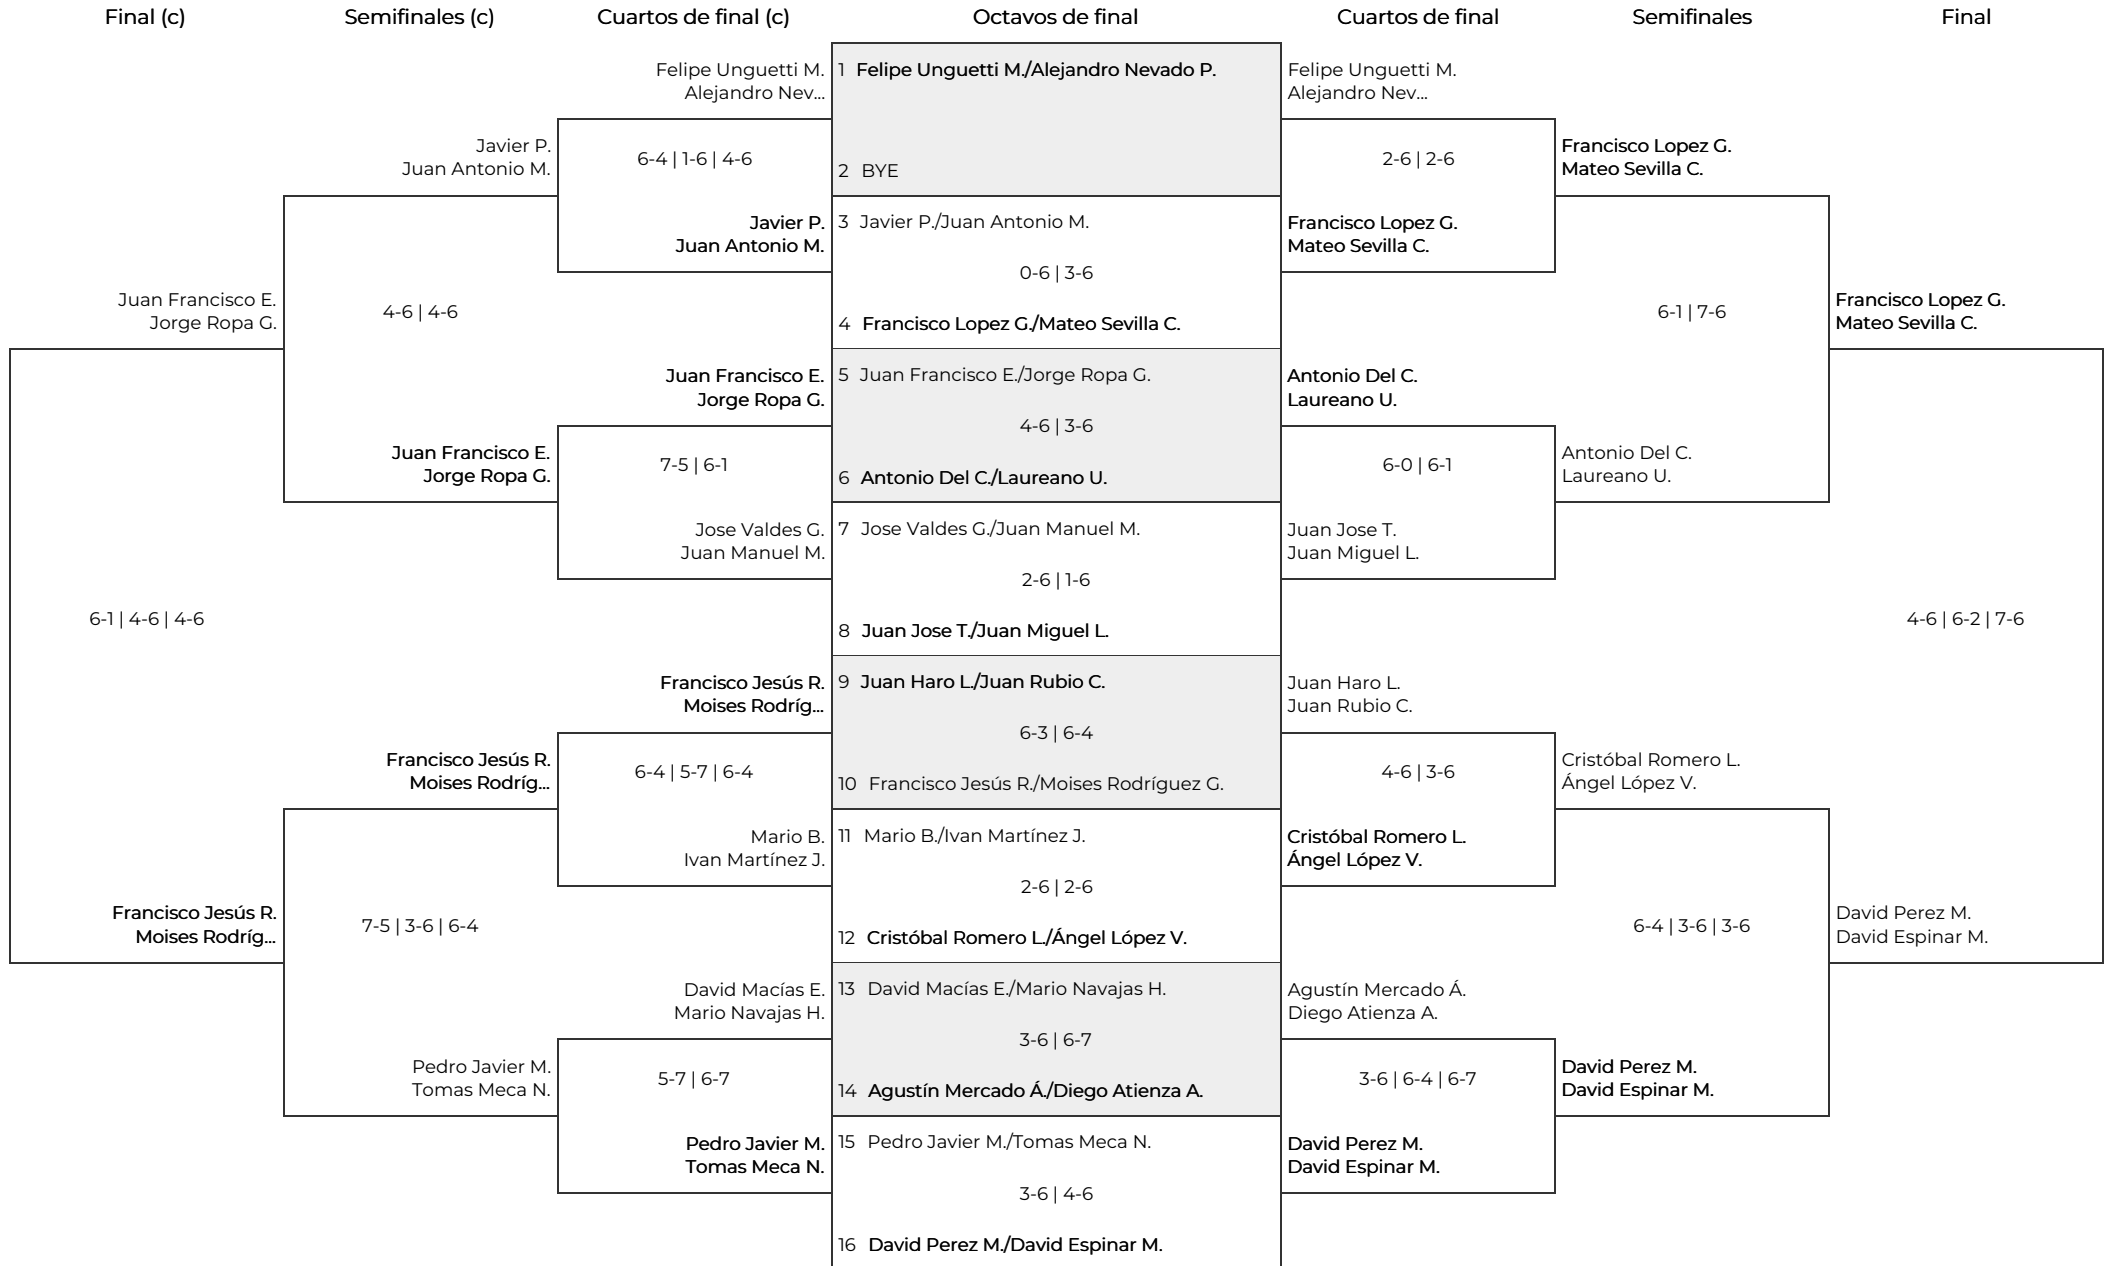 Final (c)
Semifinales (c)
Cuartos de final (c)
Octavos de final
Cuartos de final
Semifinales
Final
Juan Francisco E.
Jorge Ropa G.
6-1 | 4-6 | 4-6
Francisco Jesús R.
Moises Rodríg...
Javier P.
Juan Antonio M.
4-6 | 4-6
Juan Francisco E.
Jorge Ropa G.
Francisco Jesús R.
Moises Rodríg...
7-5 | 3-6 | 6-4
Pedro Javier M.
Tomas Meca N.
Felipe Unguetti M.
Alejandro Nev...
6-4 | 1-6 | 4-6
Javier P.
Juan Antonio M.
Juan Francisco E.
Jorge Ropa G.
7-5 | 6-1
Jose Valdes G.
Juan Manuel M.
Francisco Jesús R.
Moises Rodríg...
6-4 | 5-7 | 6-4
Mario B.
Ivan Martínez J.
David Macías E.
Mario Navajas H.
5-7 | 6-7
Pedro Javier M.
Tomas Meca N.
1 Felipe Unguetti M./Alejandro Nevado P.
2 BYE
3 Javier P./Juan Antonio M.
0-6 | 3-6
4 Francisco Lopez G./Mateo Sevilla C.
5 Juan Francisco E./Jorge Ropa G.
4-6 | 3-6
6 Antonio Del C./Laureano U.
7 Jose Valdes G./Juan Manuel M.
2-6 | 1-6
8 Juan Jose T./Juan Miguel L.
9 Juan Haro L./Juan Rubio C.
6-3 | 6-4
10 Francisco Jesús R./Moises Rodríguez G.
11 Mario B./Ivan Martínez J.
2-6 | 2-6
12 Cristóbal Romero L./Ángel López V.
13 David Macías E./Mario Navajas H.
3-6 | 6-7
14 Agustín Mercado Á./Diego Atienza A.
15 Pedro Javier M./Tomas Meca N.
3-6 | 4-6
16 David Perez M./David Espinar M.
Felipe Unguetti M.
Alejandro Nev...
2-6 | 2-6
Francisco Lopez G.
Mateo Sevilla C.
Antonio Del C.
Laureano U.
6-0 | 6-1
Juan Jose T.
Juan Miguel L.
Juan Haro L.
Juan Rubio C.
4-6 | 3-6
Cristóbal Romero L.
Ángel López V.
Agustín Mercado Á.
Diego Atienza A.
3-6 | 6-4 | 6-7
David Perez M.
David Espinar M.
Francisco Lopez G.
Mateo Sevilla C.
6-1 | 7-6
Antonio Del C.
Laureano U.
Cristóbal Romero L.
Ángel López V.
6-4 | 3-6 | 3-6
David Perez M.
David Espinar M.
Francisco Lopez G.
Mateo Sevilla C.
4-6 | 6-2 | 7-6
David Perez M.
David Espinar M.